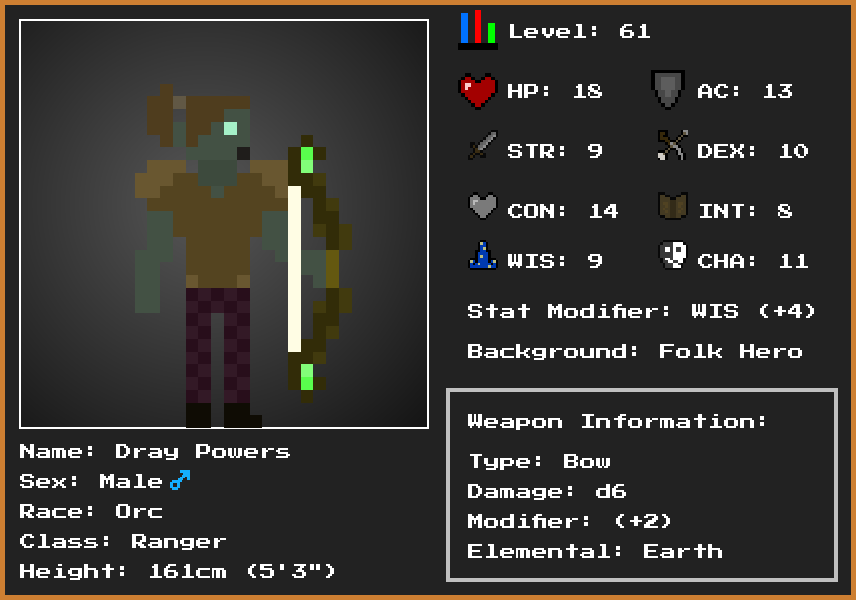 Level: 61
HP: 18 AC: 13
STR: 9 DEX: 10
CON: 14 INT: 8
WIS: 9 CHA: 11
Stat Modifier: WIS (+4)
Background: Folk Hero
Weapon Information:
Type: Bow
Damage: d6
Modifier: (+2)
Elemental: Earth
Name: Dray Powers
Sex: Male ♂
Race: Orc
Class: Ranger
Height: 161cm (5'3")